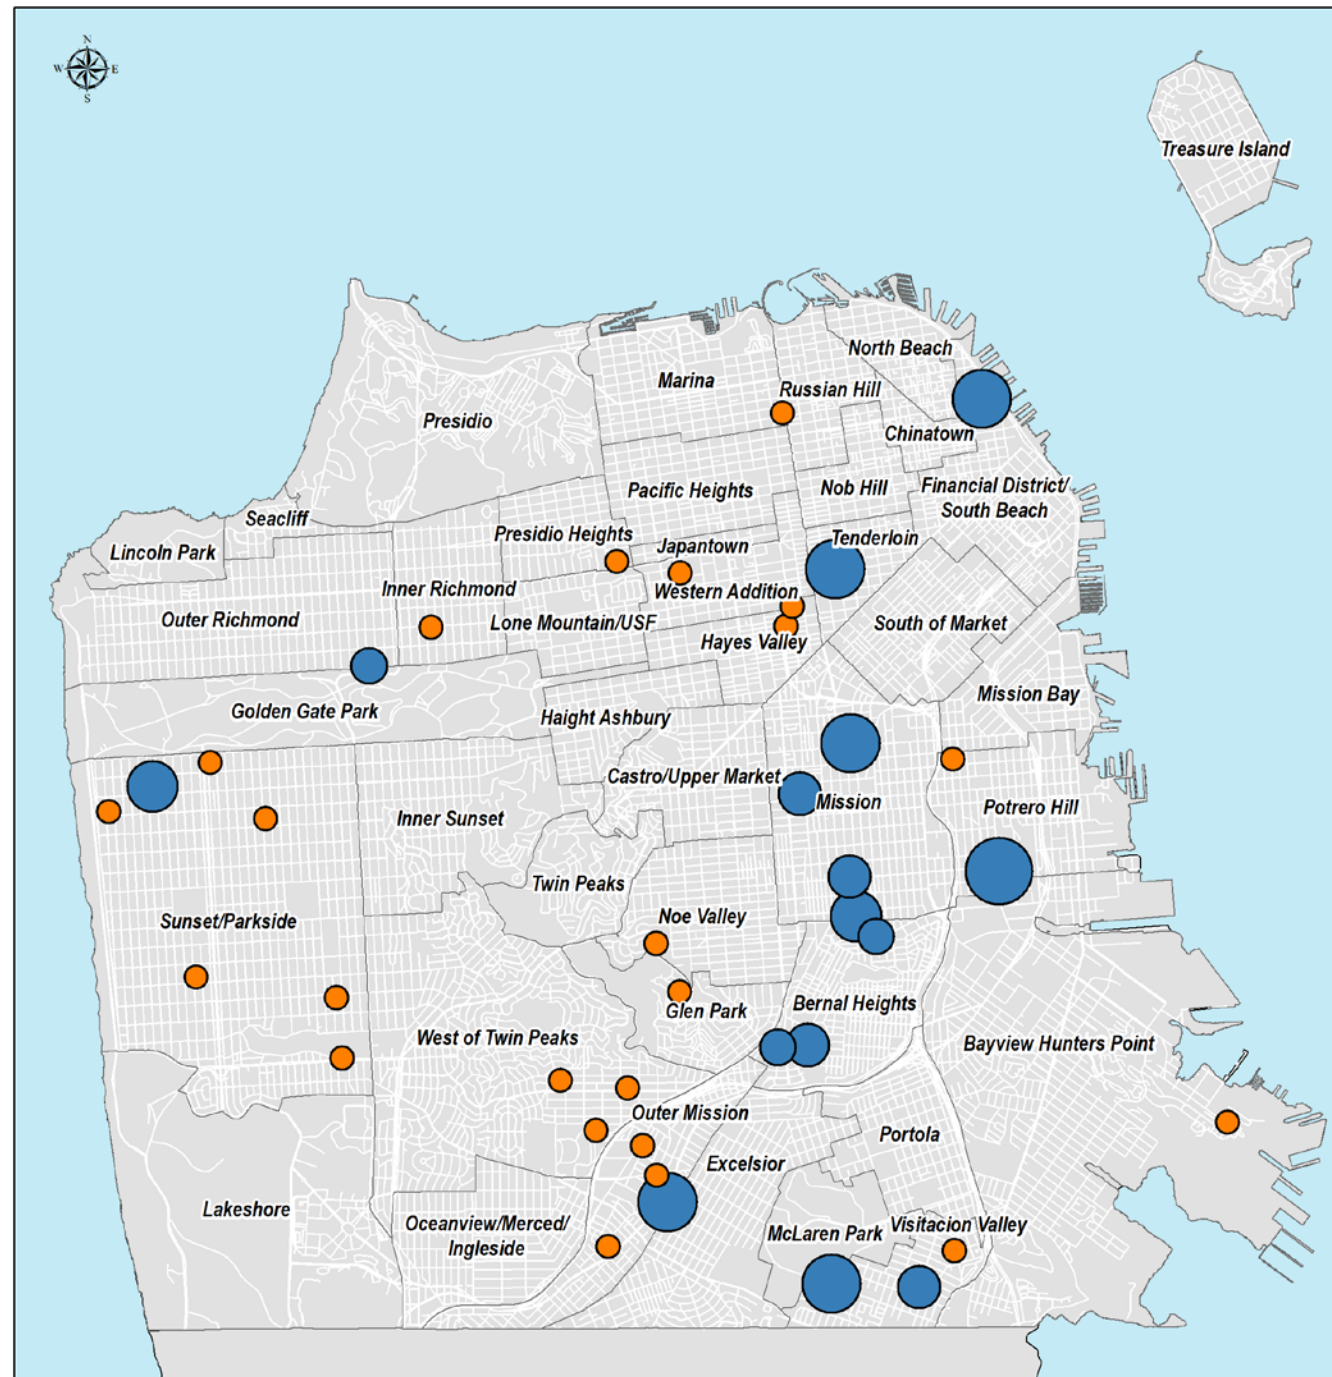 N
W E
S
Treasure Island
North Beach
Marina
Russian Hill
Presidio
Chinatown
Pacific Heights
Nob Hill
Financial District/
South Beach
Seacliff
Lincoln Park
Presidio Heights
Japantown
Tenderloin
Inner Richmond
Western Addition
Outer Richmond
Lone Mountain/USF
South of Market
Hayes Valley
Mission Bay
Golden Gate Park
Haight Ashbury
Castro/Upper Market
Mission
Potrero Hill
Inner Sunset
Twin Peaks
Sunset/Parkside
Noe Valley
Bernal Heights
Glen Park
West of Twin Peaks
Bayview Hunters Point
Outer Mission
Portola
Excelsior
Lakeshore
Oceanview/Merced/
Ingleside
McLaren Park
Visitacion Valley